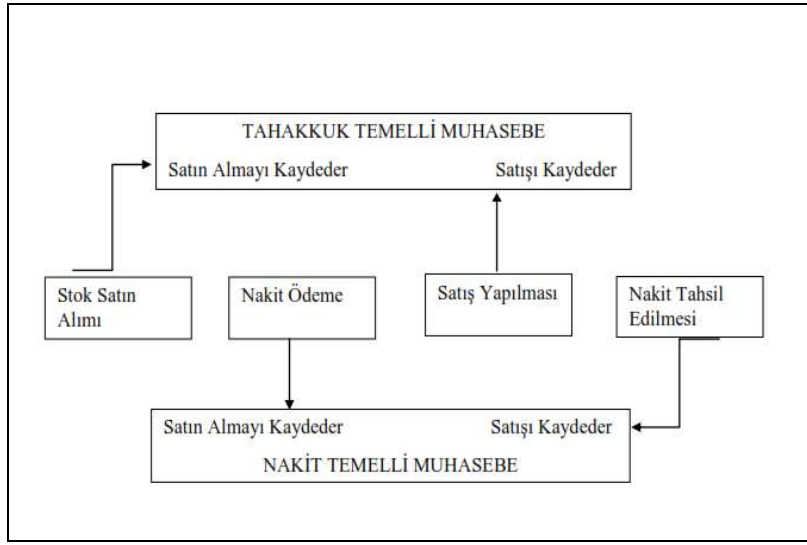 TAHAKKUK TEMELLİ MUHASEBE
Satın Almayı Kaydeder Satışı Kaydeder
Stok Satın
Alımı
Nakit Ödeme
Satış Yapılması
Nakit Tahsil
Edilmesi
Satın Almayı Kaydeder Satışı Kaydeder
NAKİT TEMELLİ MUHASEBE